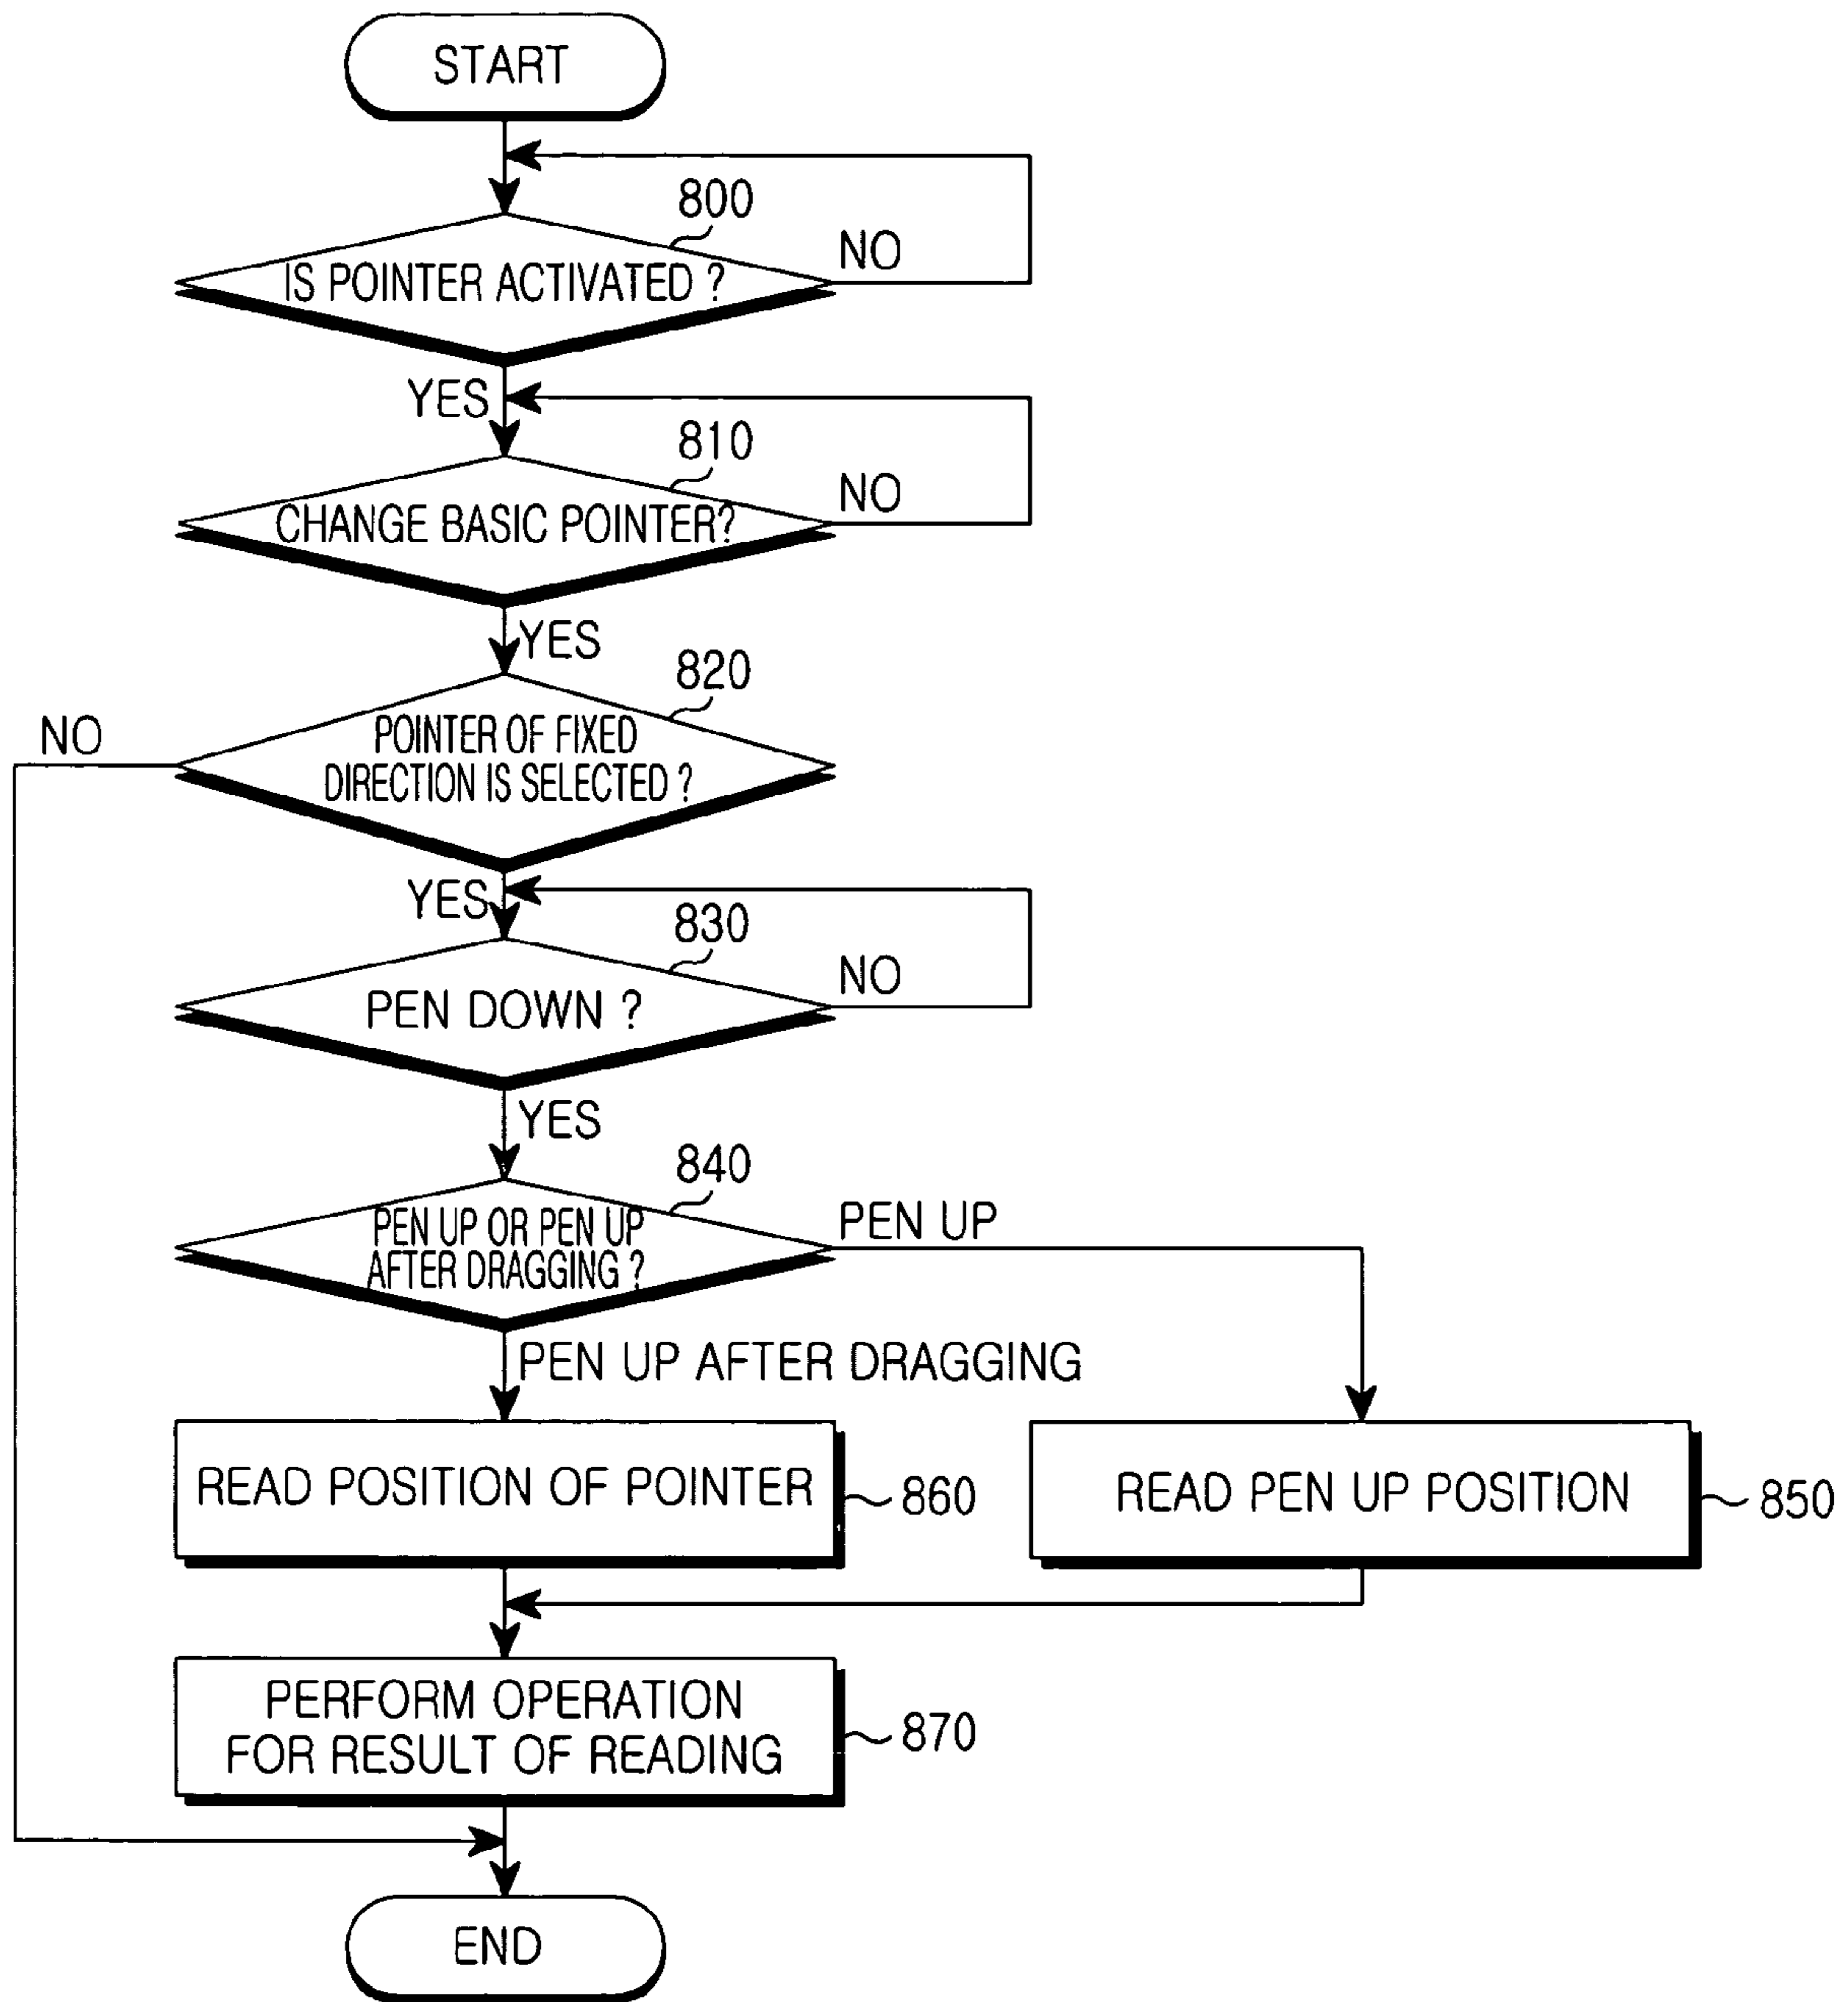 START
800
NO
IS POINTER ACTIVATED ?
YES
810
NO
CHANGE BASIC POINTER?
YES
820
NO
POINTER OF FIXED
DIRECTION IS SELECTED ?
YES
830
NO
PEN DOWN ?
YES
840
PEN UP OR PEN UP
AFTER DRAGGING ?
PEN UP
PEN UP AFTER DRAGGING
READ POSITION OF POINTER
860
READ PEN UP POSITION
850
PERFORM OPERATION
FOR RESULT OF READING
870
END